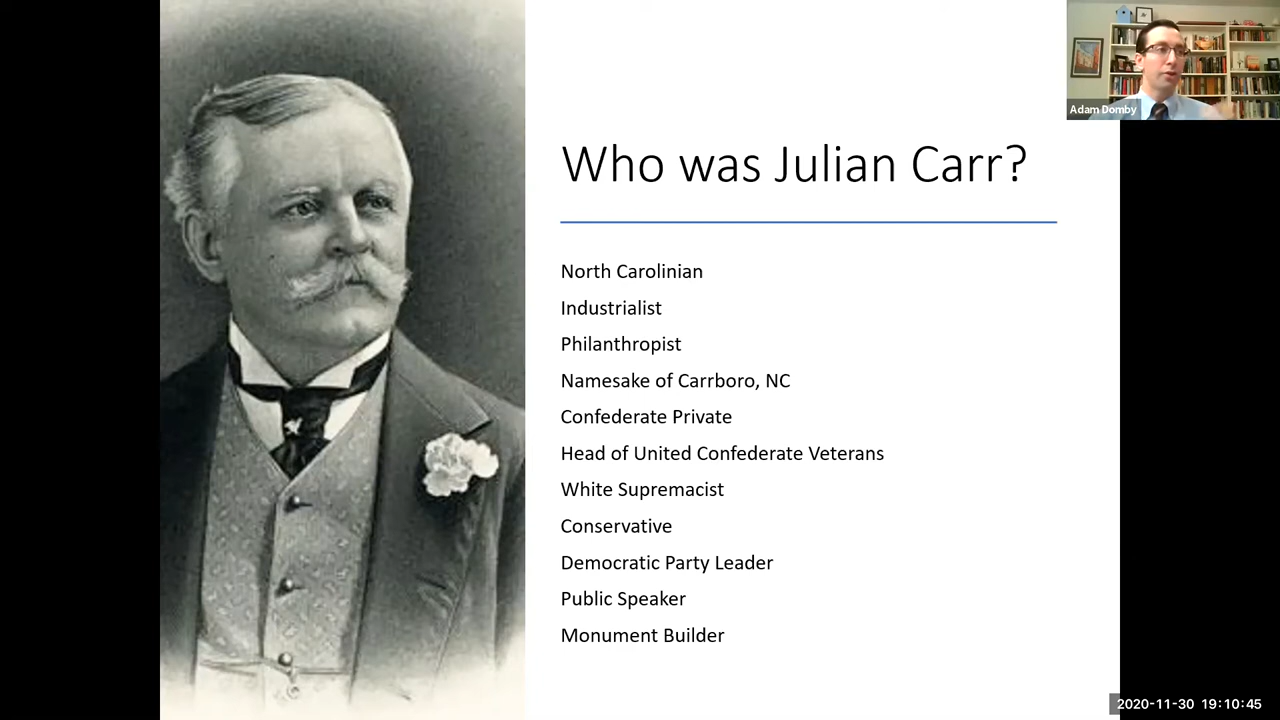 Adam Domby
Who was Julian Carr?
North Carolinian
Industrialist
Philanthropist
Namesake of Carrboro, NC
Confederate Private
Head of United Confederate Veterans
White Supremacist
Conservative
Democratic Party Leader
Public Speaker
Monument Builder
2020-11-30 19:10:45